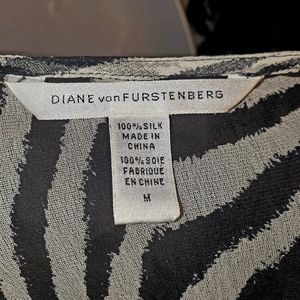 DIANE von FURSTENBERG
100% SILK
MADE IN
CHINA
100% SOIE
FABRIQUE
EN CHINE
M